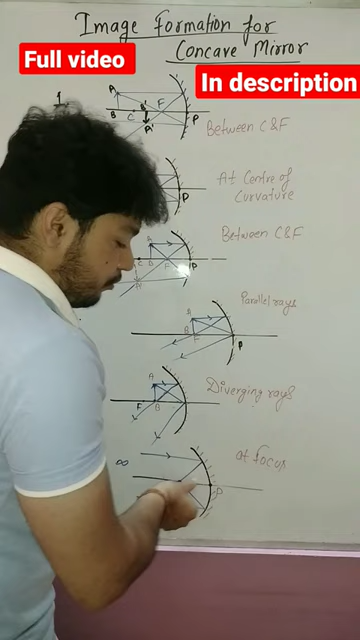 Image Formation for
Concave Mirror
Full video
In description
1
A
B C B' F P
A'
Between C&F
At Centre of
Curvature
P
Between C&F
A
C B F P
A'
Parallel rays
A
B F P
Diverging rays
A
F B
∞
at focus
P